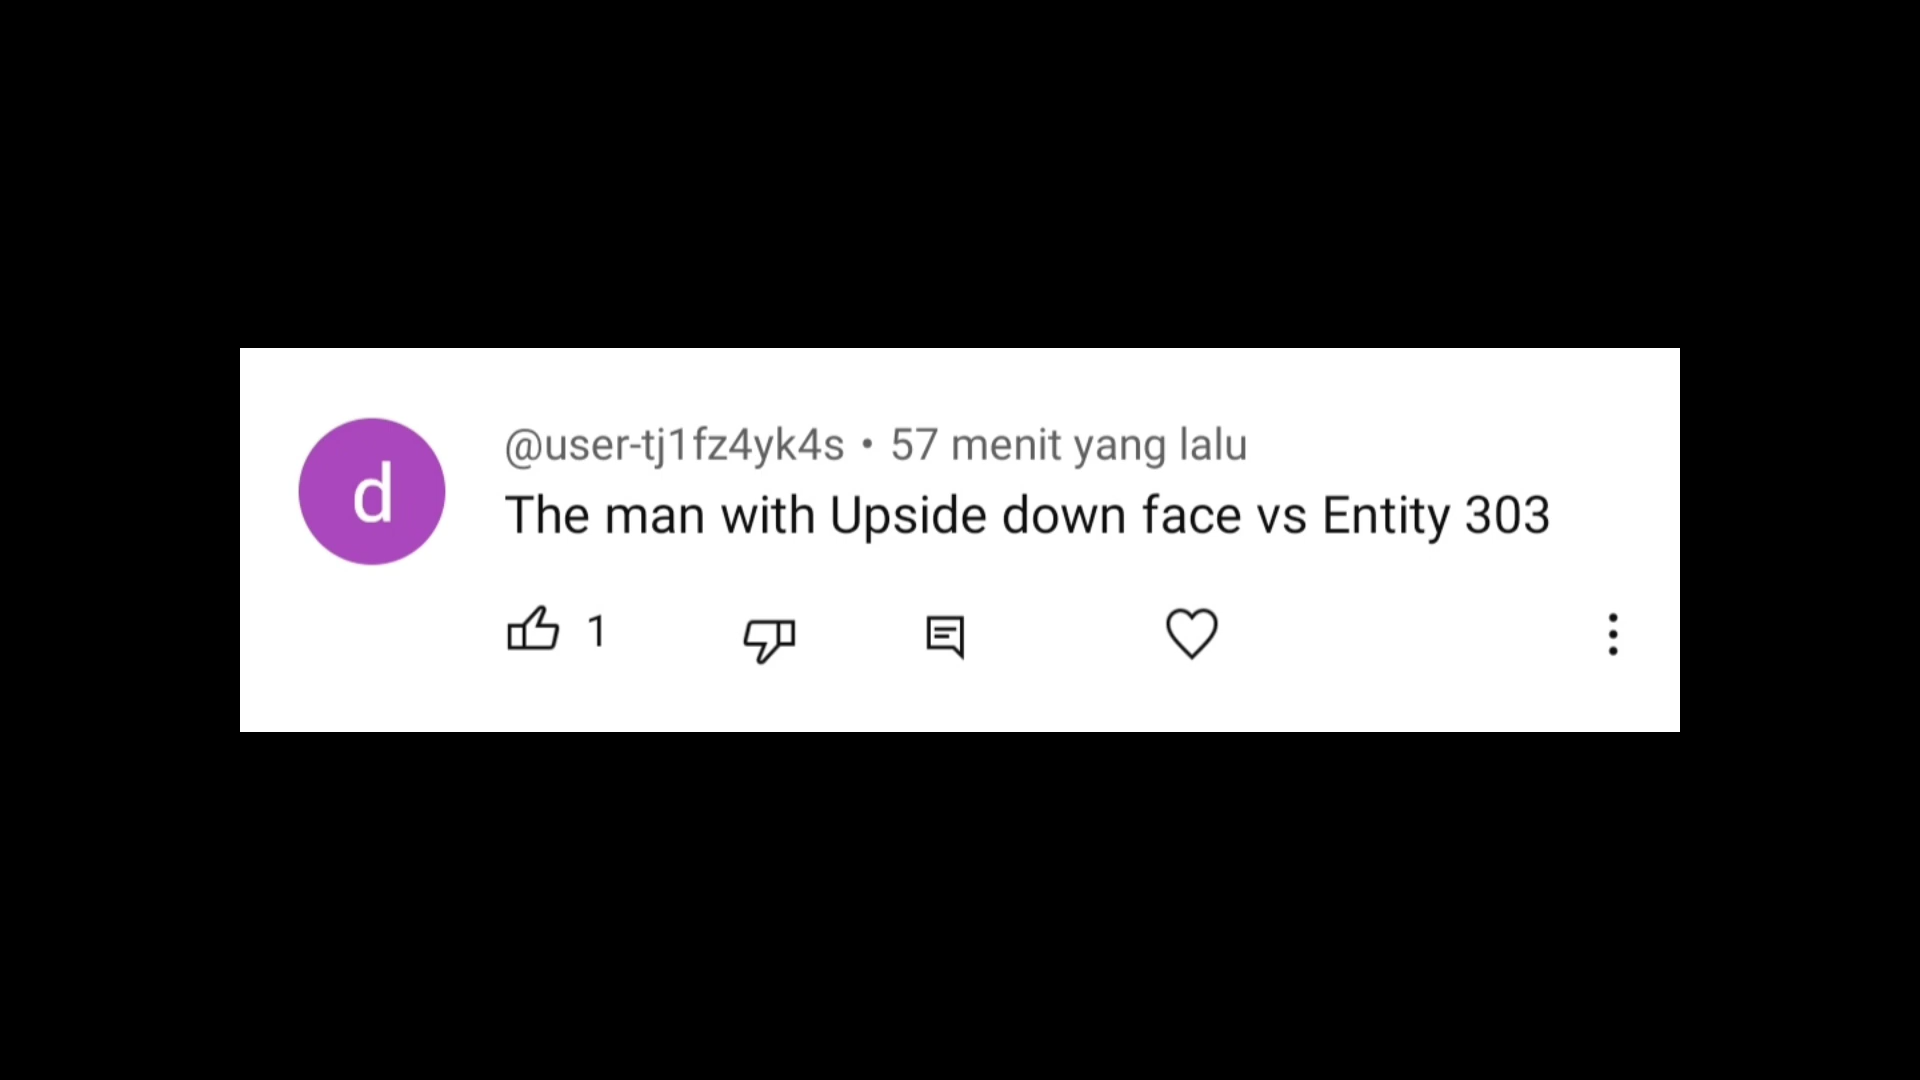 d
@user-tj1fz4yk4s • 57 menit yang lalu
The man with Upside down face vs Entity 303
1